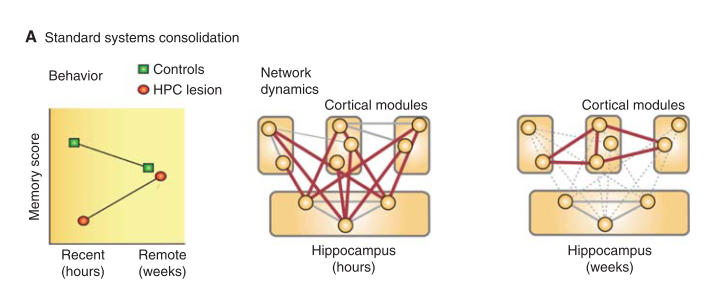 A Standard systems consolidation
Behavior
Controls
HPC lesion
Memory score
Recent
(hours)
Remote
(weeks)
Network
dynamics
Cortical modules
Hippocampus
(hours)
Cortical modules
Hippocampus
(weeks)